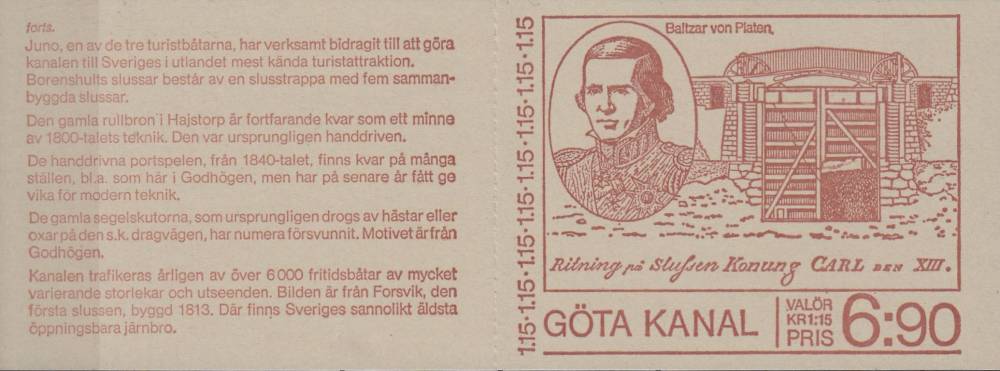 forts.
Juno, en av de tre turistbåtarna, har verksamt bidragit till att göra
kanalen till Sveriges i utlandet mest kända turistattraktion.
Borenshults slussar består av en slusstrappa med fem samman-
byggda slussar.
Den gamla rullbron i Hajstorp är fortfarande kvar som ett minne
av 1800-talets teknik. Den var ursprungligen handdriven.
De handdrivna portspelen, från 1840-talet, finns kvar på många
ställen, bl.a. som här i Godhögen, men har på senare år fått ge
vika för modern teknik.
De gamla segelskutorna, som ursprungligen drogs av hästar eller
oxar på den s.k. dragvägen, har numera försvunnit. Motivet är från
Godhögen.
Kanalen trafikeras årligen av över 6000 fritidsbåtar av mycket
varierande storlekar och utseenden. Bilden är från Forsvik, den
första slussen, byggd 1813. Där finns Sveriges sannolikt äldsta
öppningsbara järnbro.
1.15·1.15·1.15·1.15·1.15·1.15·1.15
Baltzar von Platen
Ritning på Slussen Konung CARL DEN XIII.
GÖTA KANAL
VALÖR
KR 1:15
PRIS
6:90